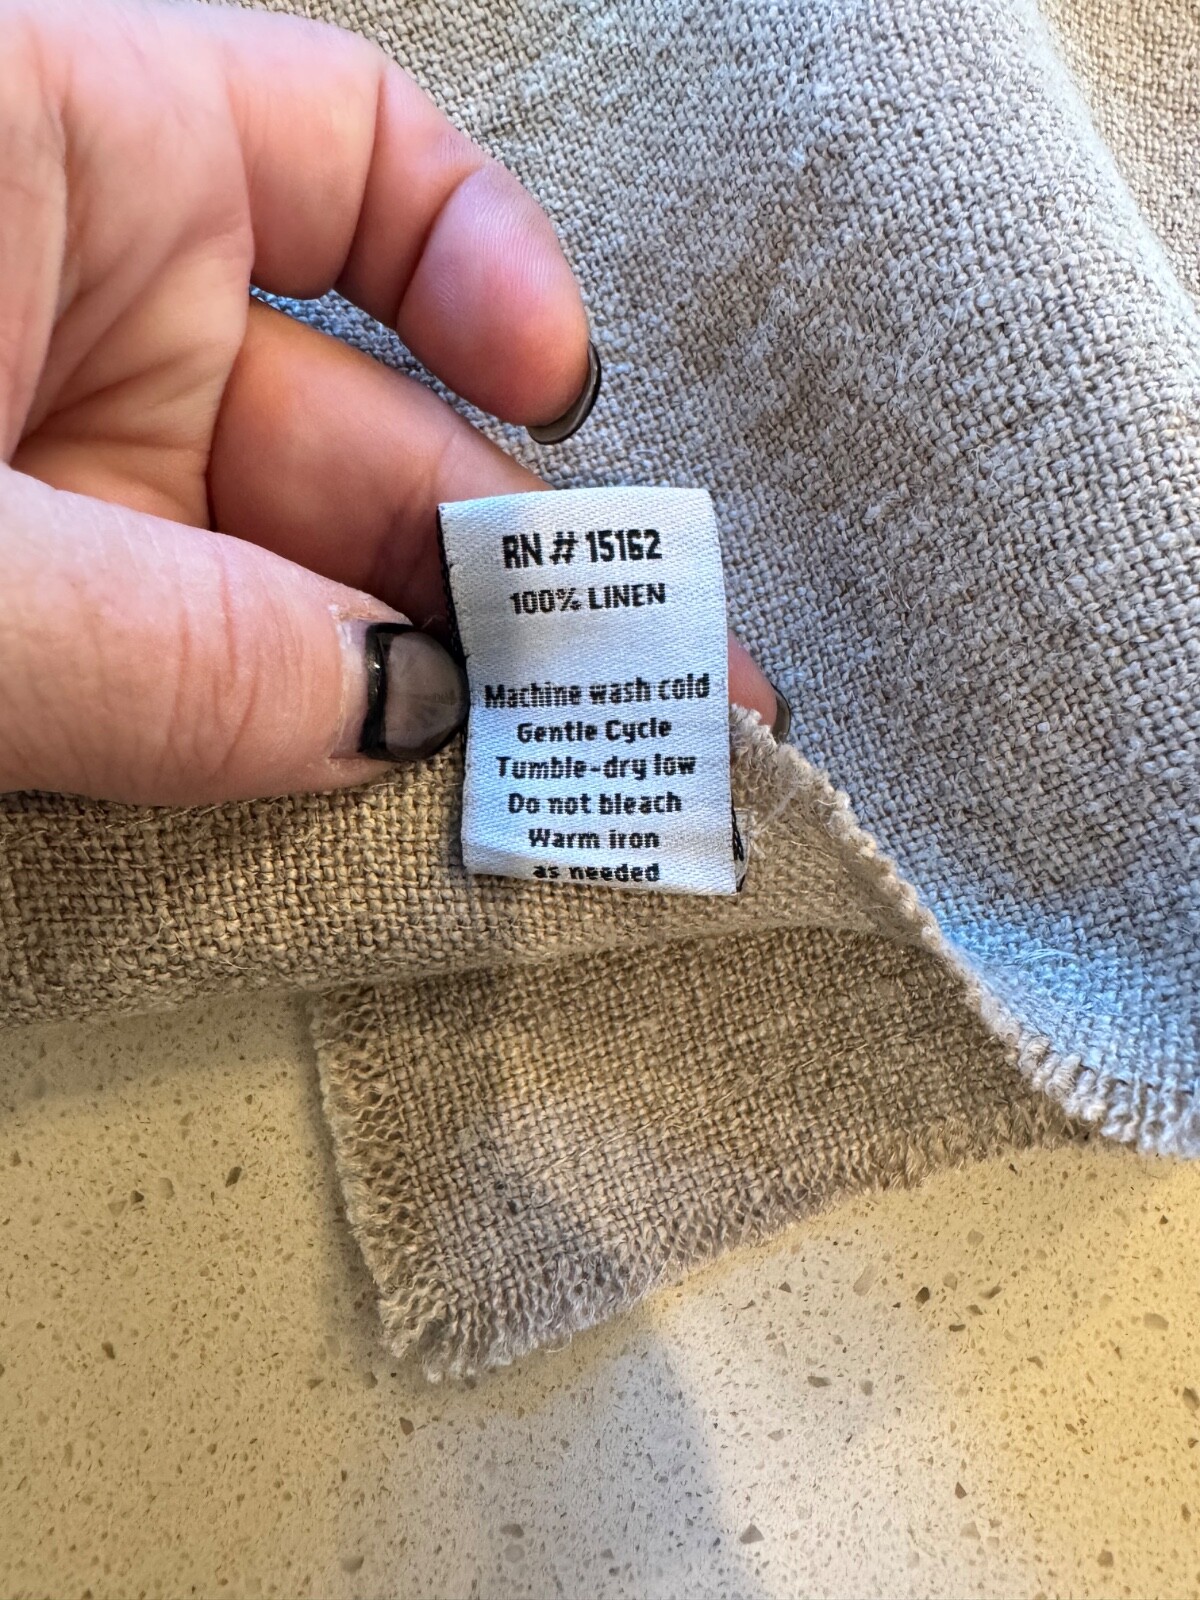 RN # 15162
100% LINEN
Machine wash cold
Gentle Cycle
Tumble-dry low
Do not bleach
Warm iron
as needed